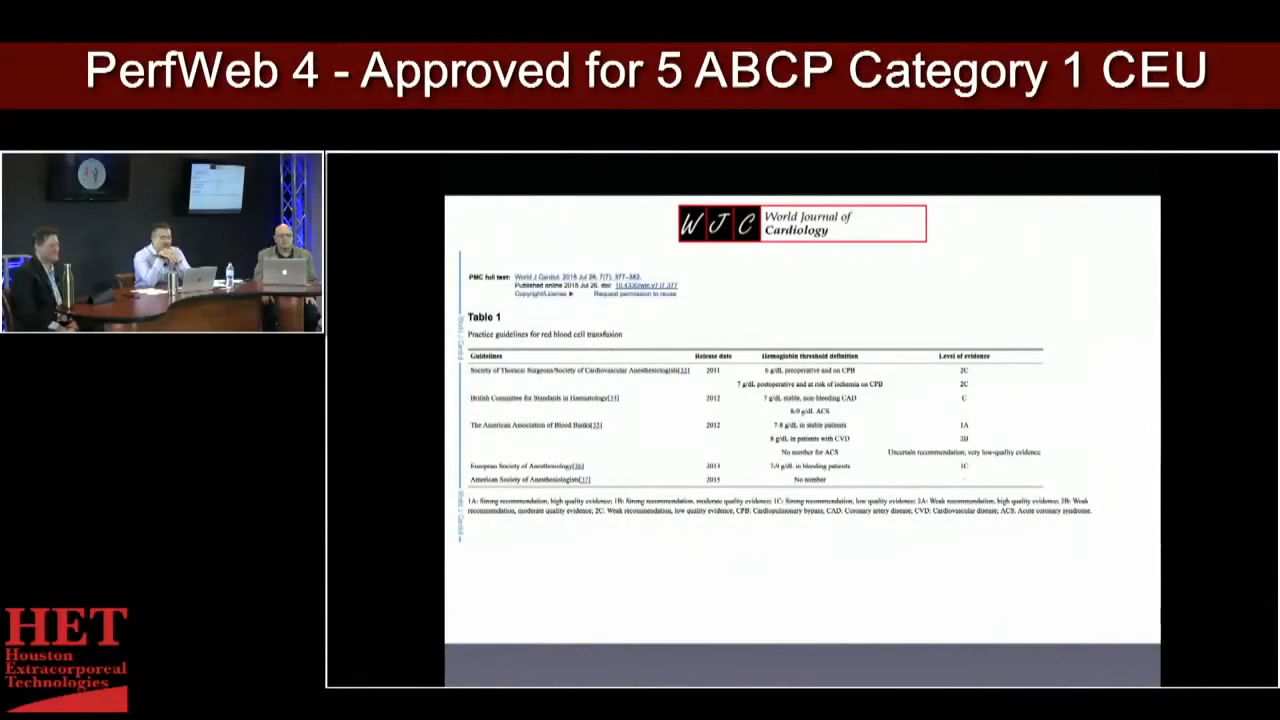 PerfWeb 4 - Approved for 5 ABCP Category 1 CEU
WJC World Journal of
Cardiology
PMC full text: World J Cardiol. 2015 Jul 26; 7(7): 377–382.
Published online 2015 Jul 26. doi: 10.4330/wjc.v7.i7.377
Copyright/License ► Request permission to reuse
Table 1
Practice guidelines for red blood cell transfusion
Guidelines Release date Hemoglobin threshold definition Level of evidence
Society of Thoracic Surgeons/Society of Cardiovascular Anesthesiologists[33] 2011 6 g/dL preoperative and on CPB 2C
7 g/dL postoperative and at risk of ischemia on CPB 2C
British Committee for Standards in Haematology[34] 2012 7 g/dL stable, non-bleeding CAD C
8-9 g/dL ACS
The American Association of Blood Banks[35] 2012 7-8 g/dL in stable patients 1A
8 g/dL in patients with CVD 2B
No number for ACS Uncertain recommendation; very low-quality evidence
European Society of Anesthesiology[36] 2013 7-9 g/dL in bleeding patients 1C
American Society of Anesthesiologists[37] 2015 No number -
1A: Strong recommendation, high quality evidence; 1B: Strong recommendation, moderate quality evidence; 1C: Strong recommendation, low quality evidence; 2A: Weak recommendation, high quality evidence; 2B: Weak
recommendation, moderate quality evidence; 2C: Weak recommendation, low quality evidence, CPB: Cardiopulmonary bypass; CAD: Coronary artery disease; CVD: Cardiovascular disease; ACS: Acute coronary syndrome.
World J Cardiol
World J Cardiol
HET
Houston
Extracorporeal
Technologies